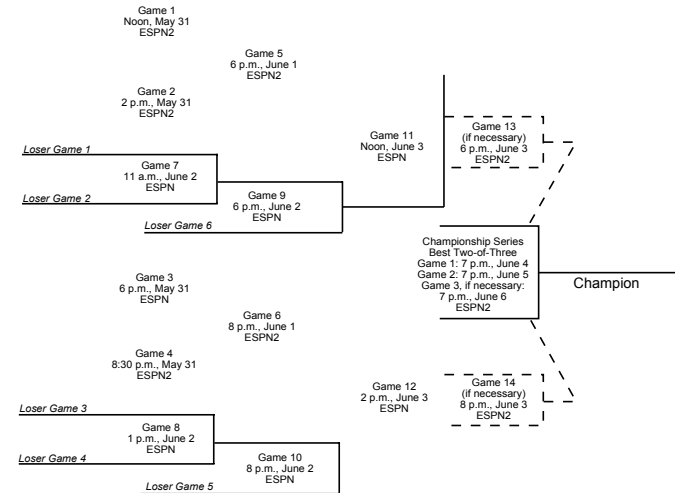 Game 1
Noon, May 31
ESPN2
Game 5
6 p.m., June 1
ESPN2
Game 2
2 p.m., May 31
ESPN2
Game 11
Noon, June 3
ESPN
Game 13
(if necessary)
6 p.m., June 3
ESPN2
Loser Game 1
Game 7
11 a.m., June 2
ESPN
Loser Game 2
Game 9
6 p.m., June 2
ESPN
Loser Game 6
Championship Series
Best Two-of-Three
Game 1: 7 p.m., June 4
Game 2: 7 p.m., June 5
Game 3, if necessary:
7 p.m., June 6
ESPN2
Champion
Game 3
6 p.m., May 31
ESPN
Game 6
8 p.m., June 1
ESPN2
Game 4
8:30 p.m., May 31
ESPN2
Game 12
2 p.m., June 3
ESPN
Game 14
(if necessary)
8 p.m., June 3
ESPN2
Loser Game 3
Game 8
1 p.m., June 2
ESPN
Loser Game 4
Game 10
8 p.m., June 2
ESPN
Loser Game 5